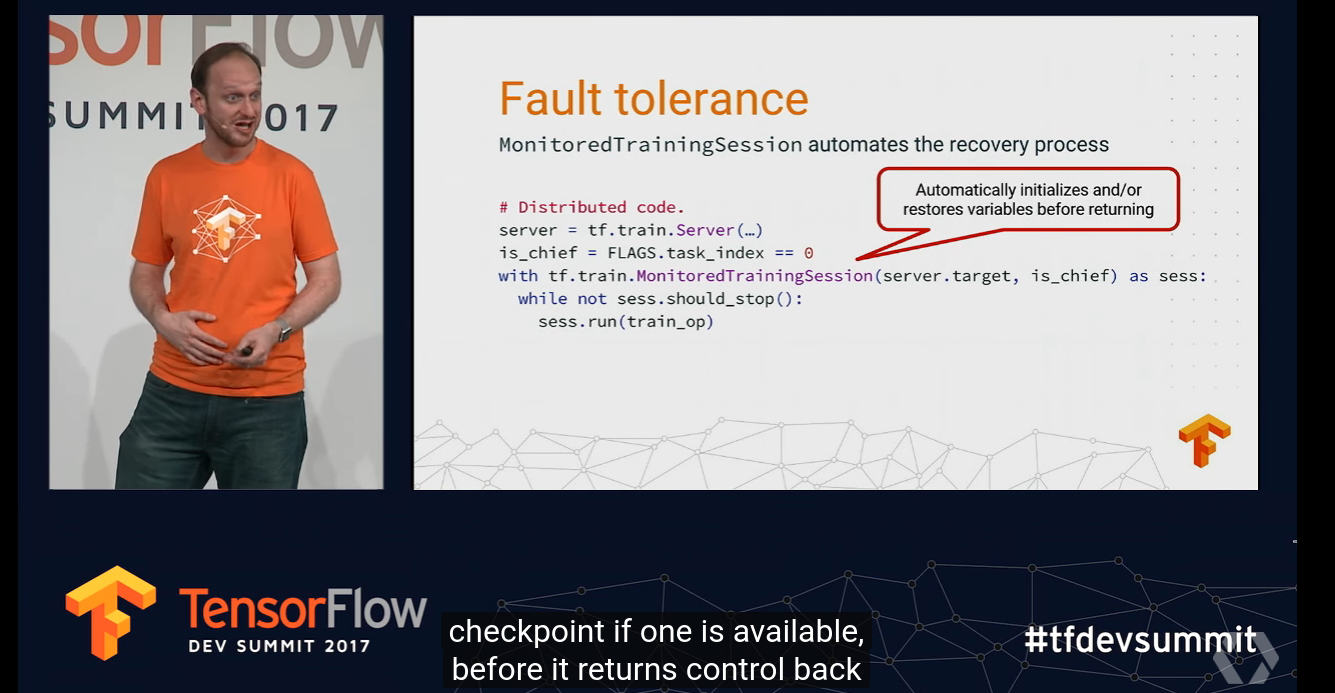 sorFlow
SUMMIT 2017
Fault tolerance
MonitoredTrainingSession automates the recovery process
Automatically initializes and/or
restores variables before returning
# Distributed code.
server = tf.train.Server(…)
is_chief = FLAGS.task_index == 0
with tf.train.MonitoredTrainingSession(server.target, is_chief) as sess:
while not sess.should_stop():
sess.run(train_op)
TensorFlow
DEV SUMMIT 2017
checkpoint if one is available,
before it returns control back
#tfdevsummit